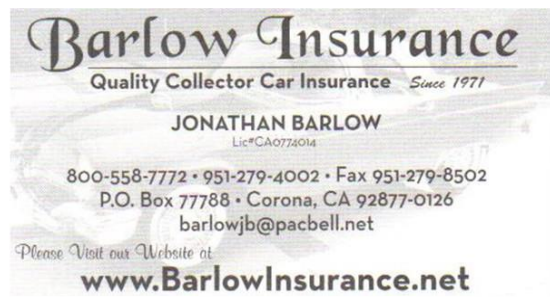 Barlow Insurance
Quality Collector Car Insurance Since 1971
JONATHAN BARLOW
Lic#CA0774014
800-558-7772 • 951-279-4002 • Fax 951-279-8502
P.O. Box 77788 • Corona, CA 92877-0126
barlowjb@pacbell.net
Please Visit our Website at
www.BarlowInsurance.net